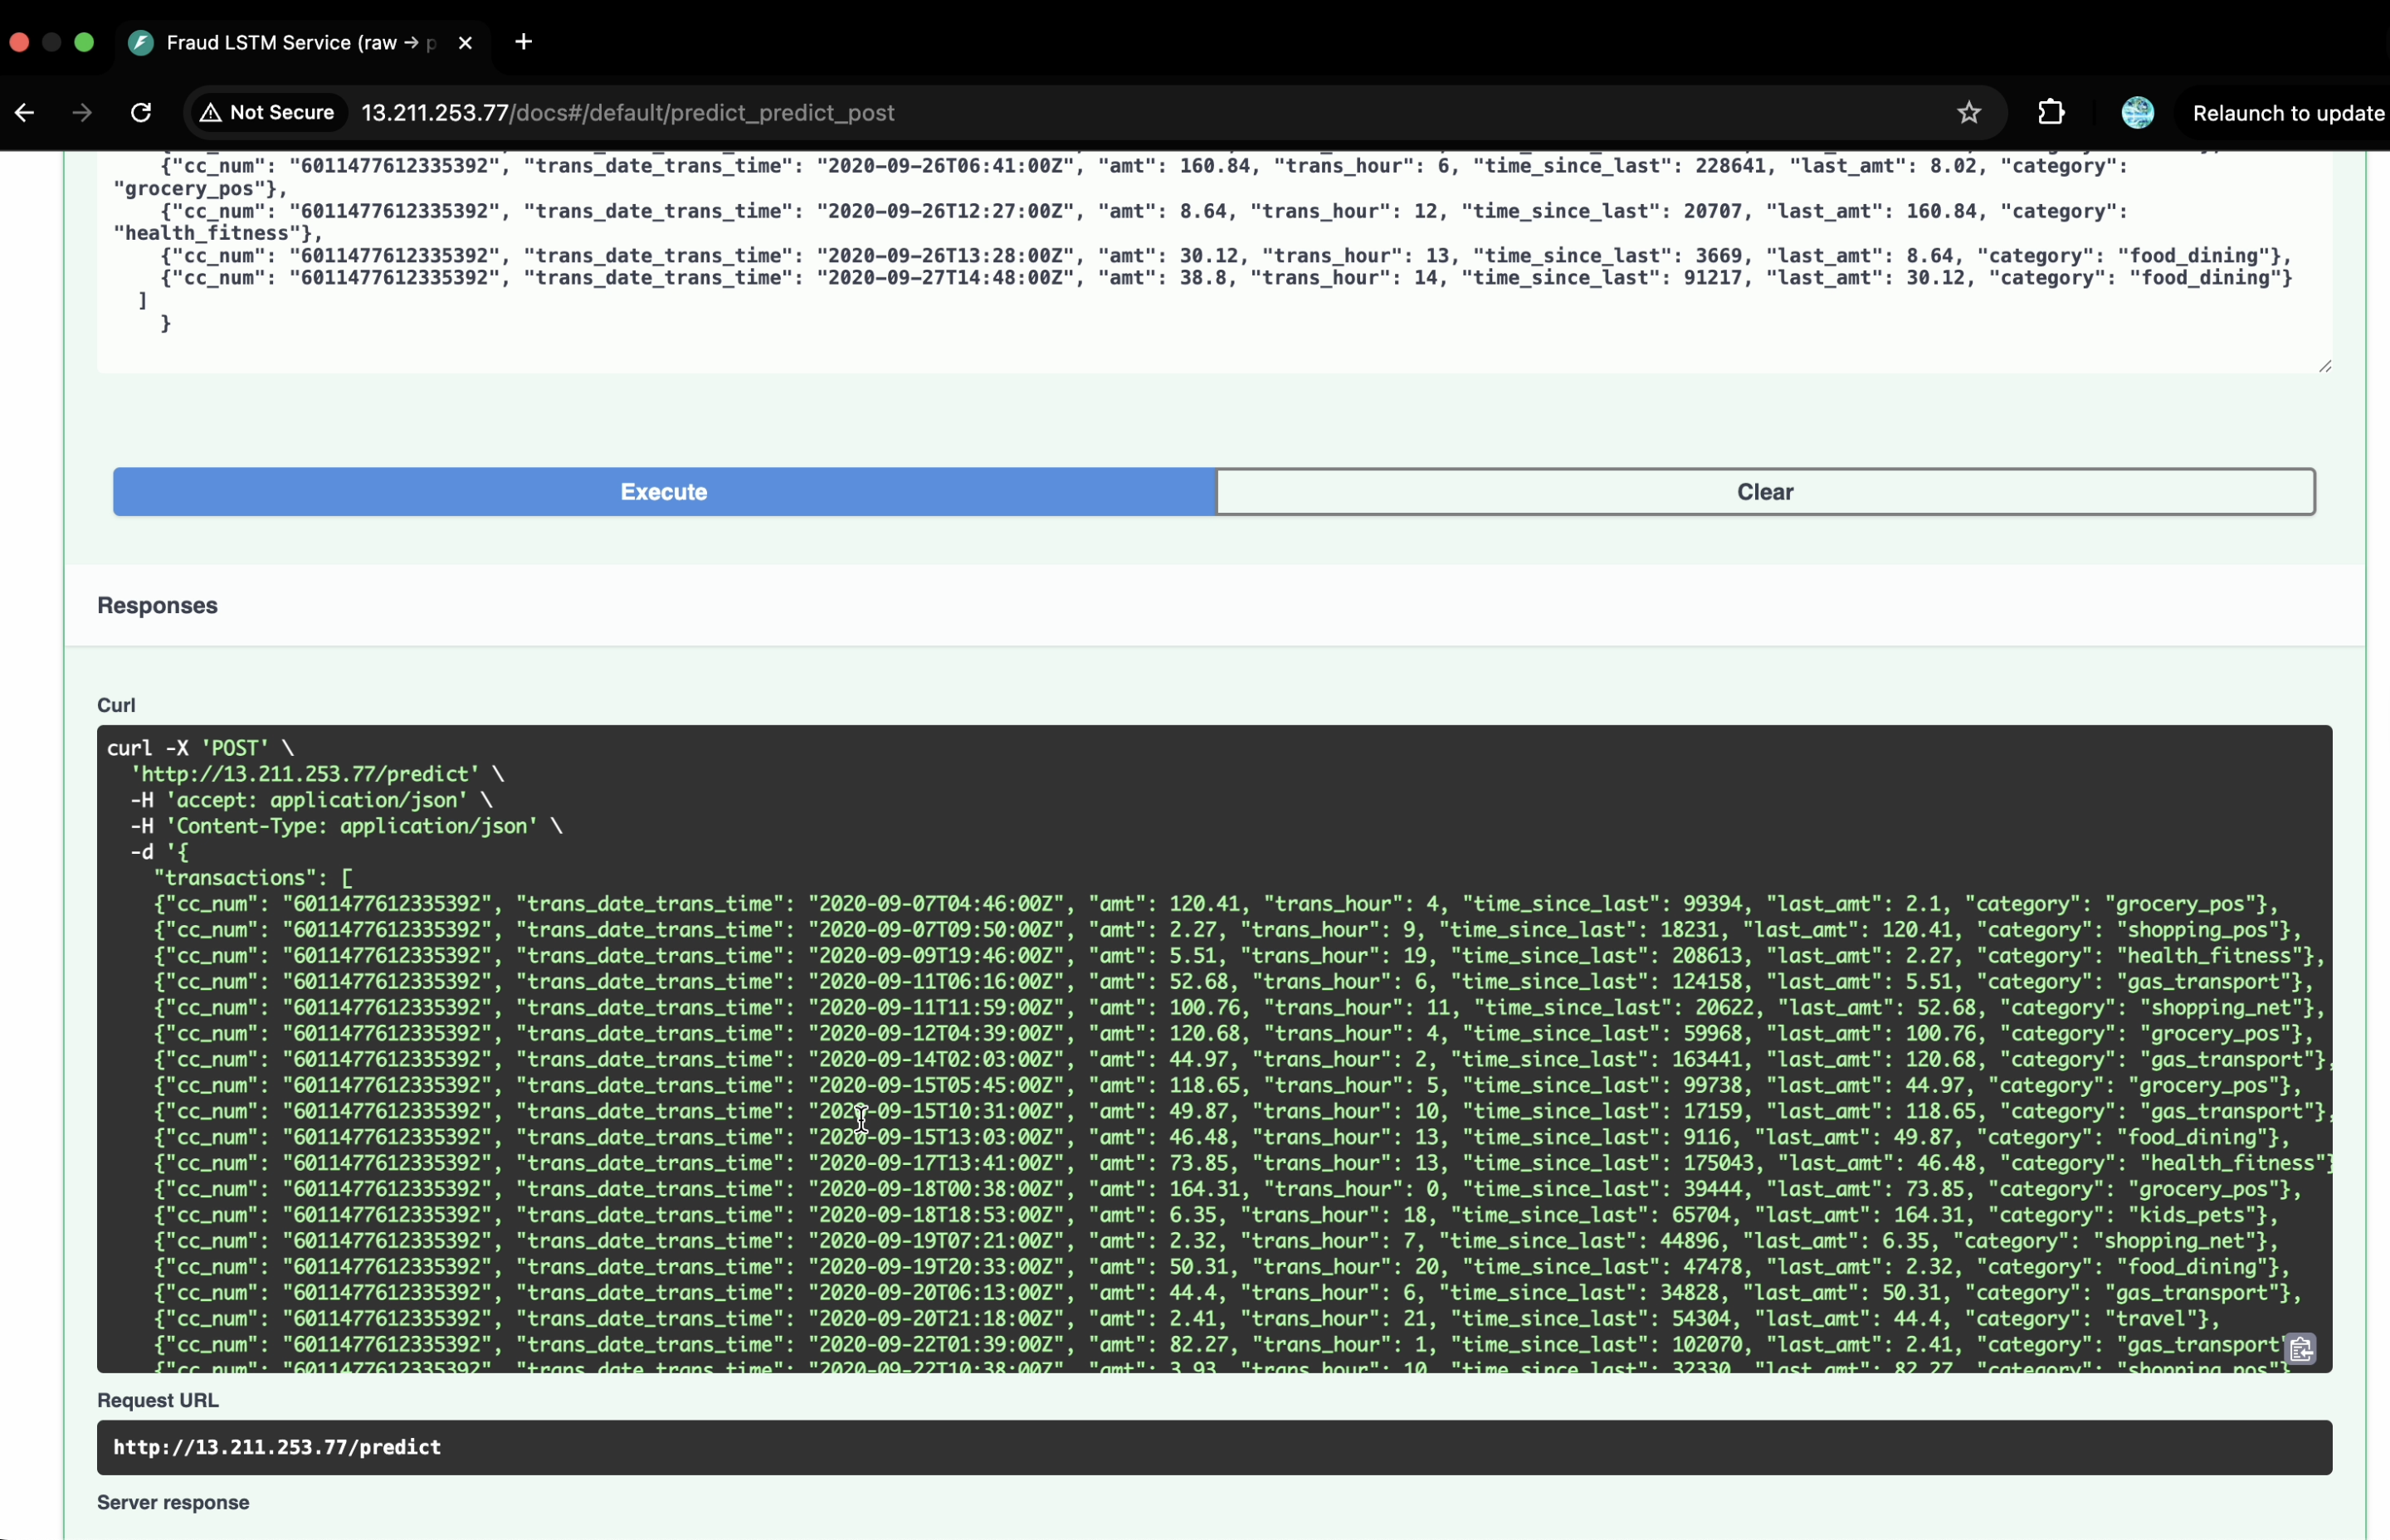 Fraud LSTM Service (raw → p
Not Secure 13.211.253.77/docs#/default/predict_predict_post Relaunch to update
{"cc_num": "6011477612335392", "trans_date_trans_time": "2020-09-26T06:41:00Z", "amt": 160.84, "trans_hour": 6, "time_since_last": 228641, "last_amt": 8.02, "category":
"grocery_pos"},
{"cc_num": "6011477612335392", "trans_date_trans_time": "2020-09-26T12:27:00Z", "amt": 8.64, "trans_hour": 12, "time_since_last": 20707, "last_amt": 160.84, "category":
"health_fitness"},
{"cc_num": "6011477612335392", "trans_date_trans_time": "2020-09-26T13:28:00Z", "amt": 30.12, "trans_hour": 13, "time_since_last": 3669, "last_amt": 8.64, "category": "food_dining"},
{"cc_num": "6011477612335392", "trans_date_trans_time": "2020-09-27T14:48:00Z", "amt": 38.8, "trans_hour": 14, "time_since_last": 91217, "last_amt": 30.12, "category": "food_dining"}
]
}
Execute Clear
Responses
Curl
curl -X 'POST' \
'http://13.211.253.77/predict' \
-H 'accept: application/json' \
-H 'Content-Type: application/json' \
-d '{
"transactions": [
{"cc_num": "6011477612335392", "trans_date_trans_time": "2020-09-07T04:46:00Z", "amt": 120.41, "trans_hour": 4, "time_since_last": 99394, "last_amt": 2.1, "category": "grocery_pos"},
{"cc_num": "6011477612335392", "trans_date_trans_time": "2020-09-07T09:50:00Z", "amt": 2.27, "trans_hour": 9, "time_since_last": 18231, "last_amt": 120.41, "category": "shopping_pos"},
{"cc_num": "6011477612335392", "trans_date_trans_time": "2020-09-09T19:46:00Z", "amt": 5.51, "trans_hour": 19, "time_since_last": 208613, "last_amt": 2.27, "category": "health_fitness"},
{"cc_num": "6011477612335392", "trans_date_trans_time": "2020-09-11T06:16:00Z", "amt": 52.68, "trans_hour": 6, "time_since_last": 124158, "last_amt": 5.51, "category": "gas_transport"},
{"cc_num": "6011477612335392", "trans_date_trans_time": "2020-09-11T11:59:00Z", "amt": 100.76, "trans_hour": 11, "time_since_last": 20622, "last_amt": 52.68, "category": "shopping_net"},
{"cc_num": "6011477612335392", "trans_date_trans_time": "2020-09-12T04:39:00Z", "amt": 120.68, "trans_hour": 4, "time_since_last": 59968, "last_amt": 100.76, "category": "grocery_pos"},
{"cc_num": "6011477612335392", "trans_date_trans_time": "2020-09-14T02:03:00Z", "amt": 44.97, "trans_hour": 2, "time_since_last": 163441, "last_amt": 120.68, "category": "gas_transport"},
{"cc_num": "6011477612335392", "trans_date_trans_time": "2020-09-15T05:45:00Z", "amt": 118.65, "trans_hour": 5, "time_since_last": 99738, "last_amt": 44.97, "category": "grocery_pos"},
{"cc_num": "6011477612335392", "trans_date_trans_time": "2020-09-15T10:31:00Z", "amt": 49.87, "trans_hour": 10, "time_since_last": 17159, "last_amt": 118.65, "category": "gas_transport"},
{"cc_num": "6011477612335392", "trans_date_trans_time": "2020-09-15T13:03:00Z", "amt": 46.48, "trans_hour": 13, "time_since_last": 9116, "last_amt": 49.87, "category": "food_dining"},
{"cc_num": "6011477612335392", "trans_date_trans_time": "2020-09-17T13:41:00Z", "amt": 73.85, "trans_hour": 13, "time_since_last": 175043, "last_amt": 46.48, "category": "health_fitness"}
{"cc_num": "6011477612335392", "trans_date_trans_time": "2020-09-18T00:38:00Z", "amt": 164.31, "trans_hour": 0, "time_since_last": 39444, "last_amt": 73.85, "category": "grocery_pos"},
{"cc_num": "6011477612335392", "trans_date_trans_time": "2020-09-18T18:53:00Z", "amt": 6.35, "trans_hour": 18, "time_since_last": 65704, "last_amt": 164.31, "category": "kids_pets"},
{"cc_num": "6011477612335392", "trans_date_trans_time": "2020-09-19T07:21:00Z", "amt": 2.32, "trans_hour": 7, "time_since_last": 44896, "last_amt": 6.35, "category": "shopping_net"},
{"cc_num": "6011477612335392", "trans_date_trans_time": "2020-09-19T20:33:00Z", "amt": 50.31, "trans_hour": 20, "time_since_last": 47478, "last_amt": 2.32, "category": "food_dining"},
{"cc_num": "6011477612335392", "trans_date_trans_time": "2020-09-20T06:13:00Z", "amt": 44.4, "trans_hour": 6, "time_since_last": 34828, "last_amt": 50.31, "category": "gas_transport"},
{"cc_num": "6011477612335392", "trans_date_trans_time": "2020-09-20T21:18:00Z", "amt": 2.41, "trans_hour": 21, "time_since_last": 54304, "last_amt": 44.4, "category": "travel"},
{"cc_num": "6011477612335392", "trans_date_trans_time": "2020-09-22T01:39:00Z", "amt": 82.27, "trans_hour": 1, "time_since_last": 102070, "last_amt": 2.41, "category": "gas_transport"
{"cc_num": "6011477612335392", "trans_date_trans_time": "2020-09-22T10:38:00Z", "amt": 3.93, "trans_hour": 10, "time_since_last": 32330, "last_amt": 82.27, "category": "shopping_pos"}
Request URL
http://13.211.253.77/predict
Server response